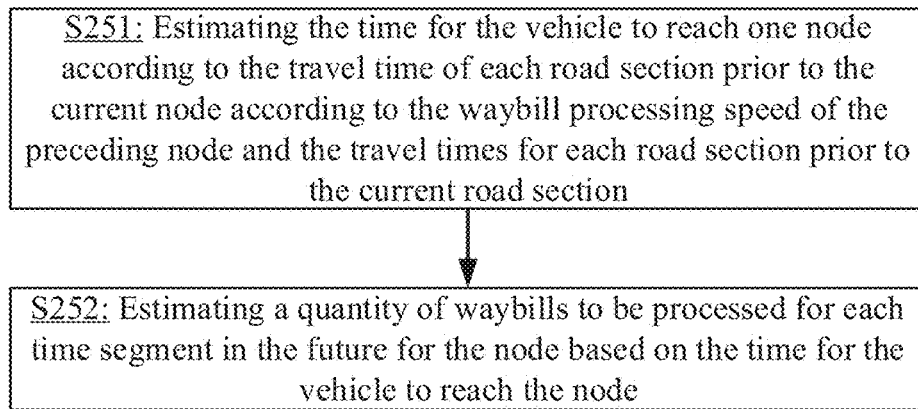 S251: Estimating the time for the vehicle to reach one node
according to the travel time of each road section prior to the
current node according to the waybill processing speed of the
preceding node and the travel times for each road section prior to
the current road section
S252: Estimating a quantity of waybills to be processed for each
time segment in the future for the node based on the time for the
vehicle to reach the node